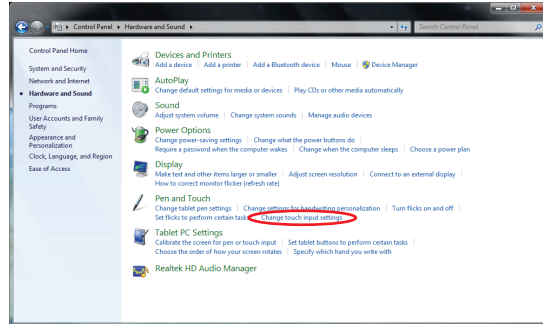 Control Panel ▸ Hardware and Sound ▸
Search Control Panel
Control Panel Home
System and Security
Network and Internet
Hardware and Sound
Programs
User Accounts and Family
Safety
Appearance and
Personalization
Clock, Language, and Region
Ease of Access
Devices and Printers
Add a device | Add a printer | Add a Bluetooth device | Mouse | Device Manager
AutoPlay
Change default settings for media or devices | Play CDs or other media automatically
Sound
Adjust system volume | Change system sounds | Manage audio devices
Power Options
Change power-saving settings | Change what the power buttons do |
Require a password when the computer wakes | Change when the computer sleeps | Choose a power plan
Display
Make text and other items larger or smaller | Adjust screen resolution | Connect to an external display |
How to correct monitor flicker (refresh rate)
Pen and Touch
Change tablet pen settings | Change settings for handwriting personalization | Turn flicks on and off |
Set flicks to perform certain tasks | Change touch input settings
Tablet PC Settings
Calibrate the screen for pen or touch input | Set tablet buttons to perform certain tasks |
Choose the order of how your screen rotates | Specify which hand you write with
Realtek HD Audio Manager